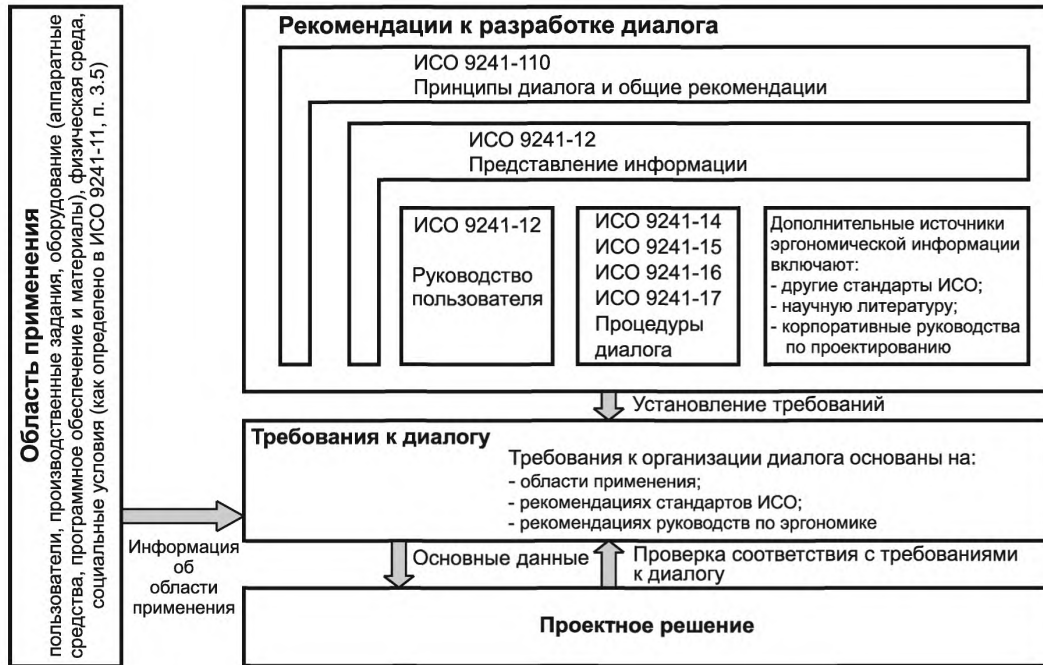 Область применения
пользователи, производственные задания, оборудование (аппаратные
средства, программное обеспечение и материалы), физическая среда,
социальные условия (как определено в ИСО 9241-11, п. 3.5)
Рекомендации к разработке диалога
ИСО 9241-110
Принципы диалога и общие рекомендации
ИСО 9241-12
Представление информации
ИСО 9241-12
Руководство
пользователя
ИСО 9241-14
ИСО 9241-15
ИСО 9241-16
ИСО 9241-17
Процедуры
диалога
Дополнительные источники
эргономической информации
включают:
- другие стандарты ИСО;
- научную литературу;
- корпоративные руководства
по проектированию
Установление требований
Требования к диалогу
Требования к организации диалога основаны на:
- области применения;
- рекомендациях стандартов ИСО;
- рекомендациях руководств по эргономике
Информация
об
области
применения
Основные данные
Проверка соответствия с требованиями
к диалогу
Проектное решение